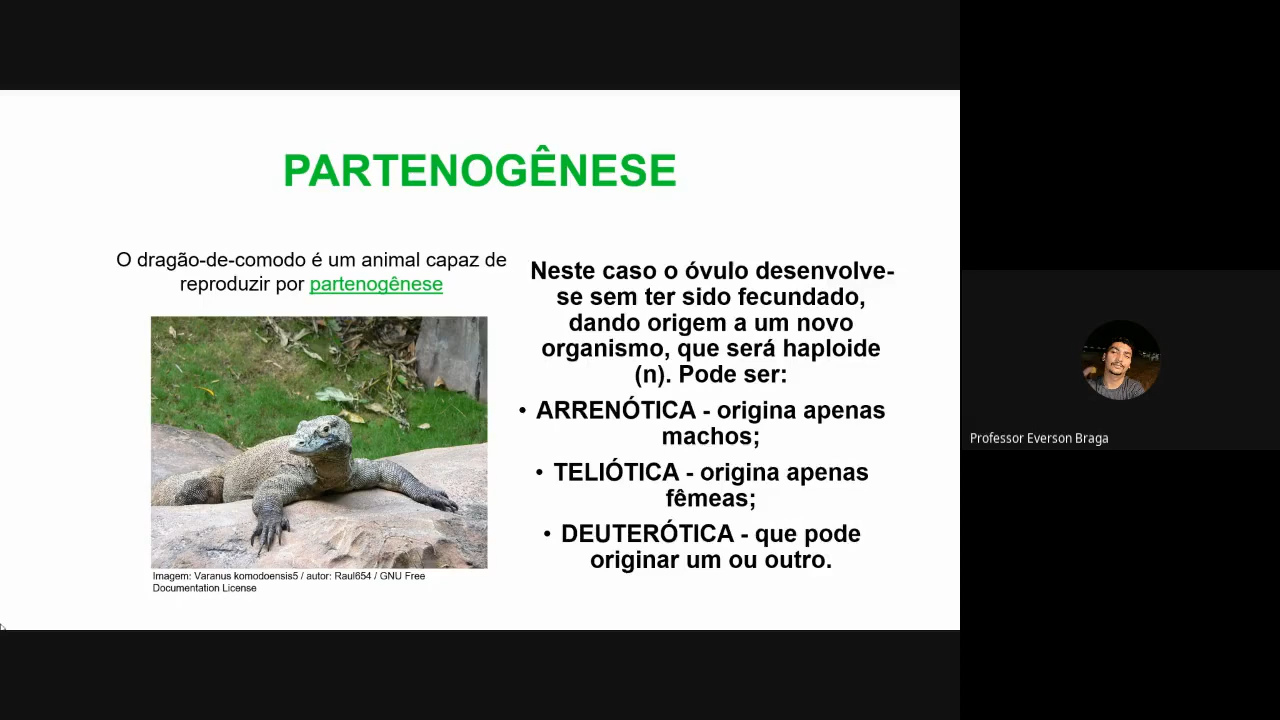 PARTENOGÊNESE
O dragão-de-comodo é um animal capaz de
reproduzir por partenogênese
Imagem: Varanus komodoensis5 / autor: Raul654 / GNU Free
Documentation License
Neste caso o óvulo desenvolve-
se sem ter sido fecundado,
dando origem a um novo
organismo, que será haploide
(n). Pode ser:
• ARRENÓTICA - origina apenas
machos;
• TELIÓTICA - origina apenas
fêmeas;
• DEUTERÓTICA - que pode
originar um ou outro.
Professor Everson Braga